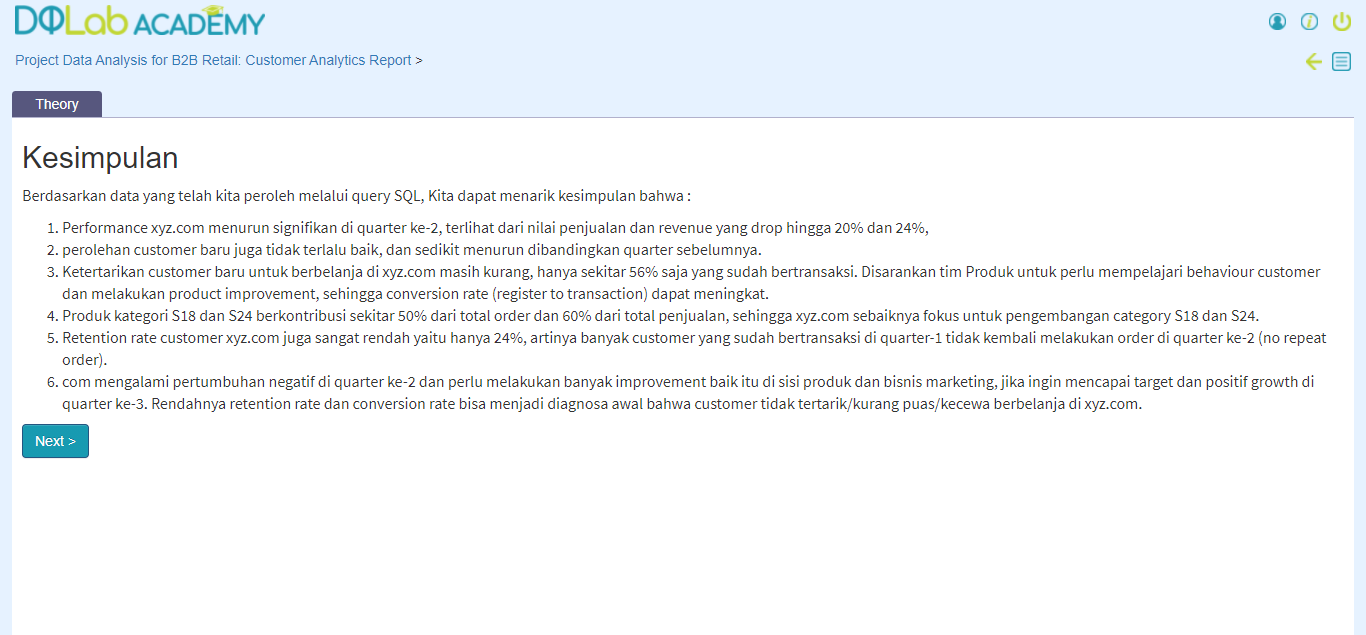 DQLab ACADEMY
Project Data Analysis for B2B Retail: Customer Analytics Report >
Theory
Kesimpulan
Berdasarkan data yang telah kita peroleh melalui query SQL, Kita dapat menarik kesimpulan bahwa :
1. Performance xyz.com menurun signifikan di quarter ke-2, terlihat dari nilai penjualan dan revenue yang drop hingga 20% dan 24%,
2. perolehan customer baru juga tidak terlalu baik, dan sedikit menurun dibandingkan quarter sebelumnya.
3. Ketertarikan customer baru untuk berbelanja di xyz.com masih kurang, hanya sekitar 56% saja yang sudah bertransaksi. Disarankan tim Produk untuk perlu mempelajari behaviour customer
dan melakukan product improvement, sehingga conversion rate (register to transaction) dapat meningkat.
4. Produk kategori S18 dan S24 berkontribusi sekitar 50% dari total order dan 60% dari total penjualan, sehingga xyz.com sebaiknya fokus untuk pengembangan category S18 dan S24.
5. Retention rate customer xyz.com juga sangat rendah yaitu hanya 24%, artinya banyak customer yang sudah bertransaksi di quarter-1 tidak kembali melakukan order di quarter ke-2 (no repeat
order).
6. com mengalami pertumbuhan negatif di quarter ke-2 dan perlu melakukan banyak improvement baik itu di sisi produk dan bisnis marketing, jika ingin mencapai target dan positif growth di
quarter ke-3. Rendahnya retention rate dan conversion rate bisa menjadi diagnosa awal bahwa customer tidak tertarik/kurang puas/kecewa berbelanja di xyz.com.
Next >